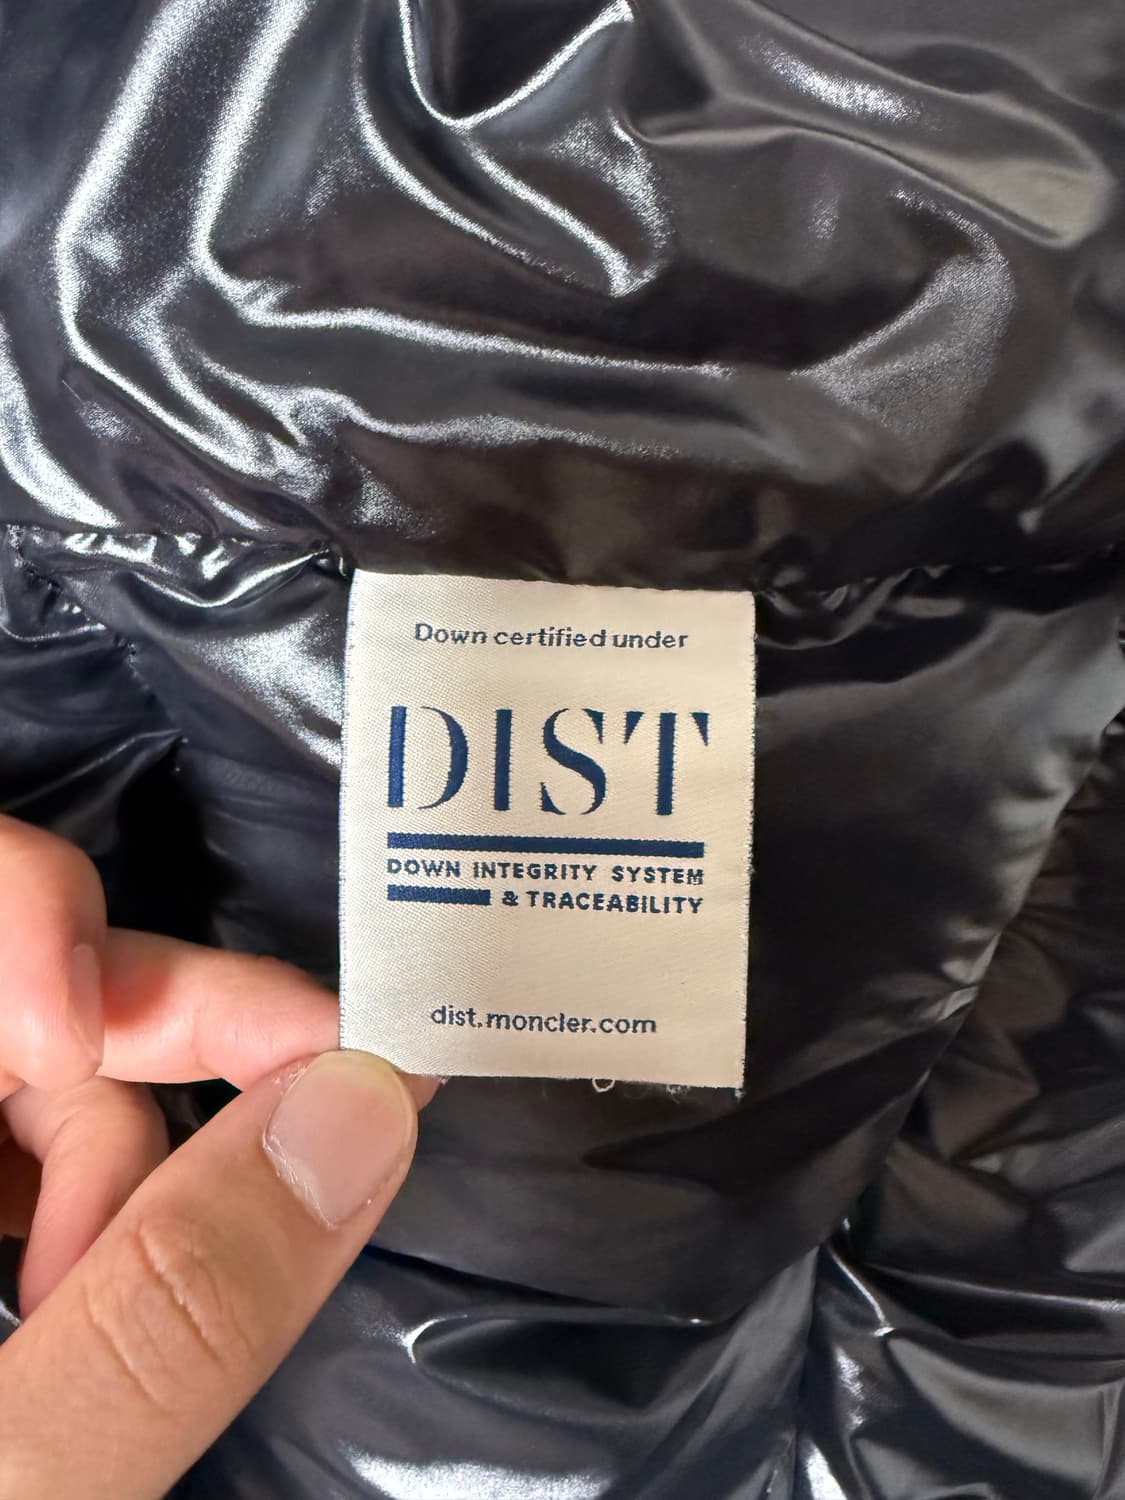 Down certified under
DIST
DOWN INTEGRITY SYSTEM
& TRACEABILITY
dist.moncler.com